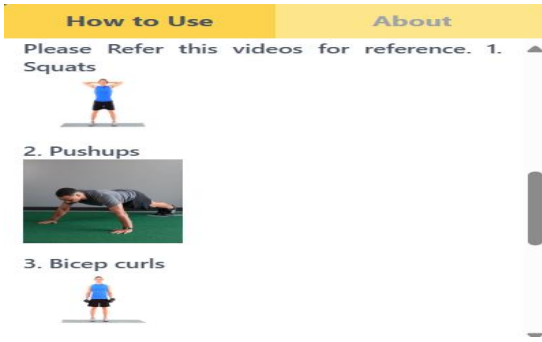 How to Use About
Please Refer this videos for reference. 1.
Squats
2. Pushups
3. Bicep curls